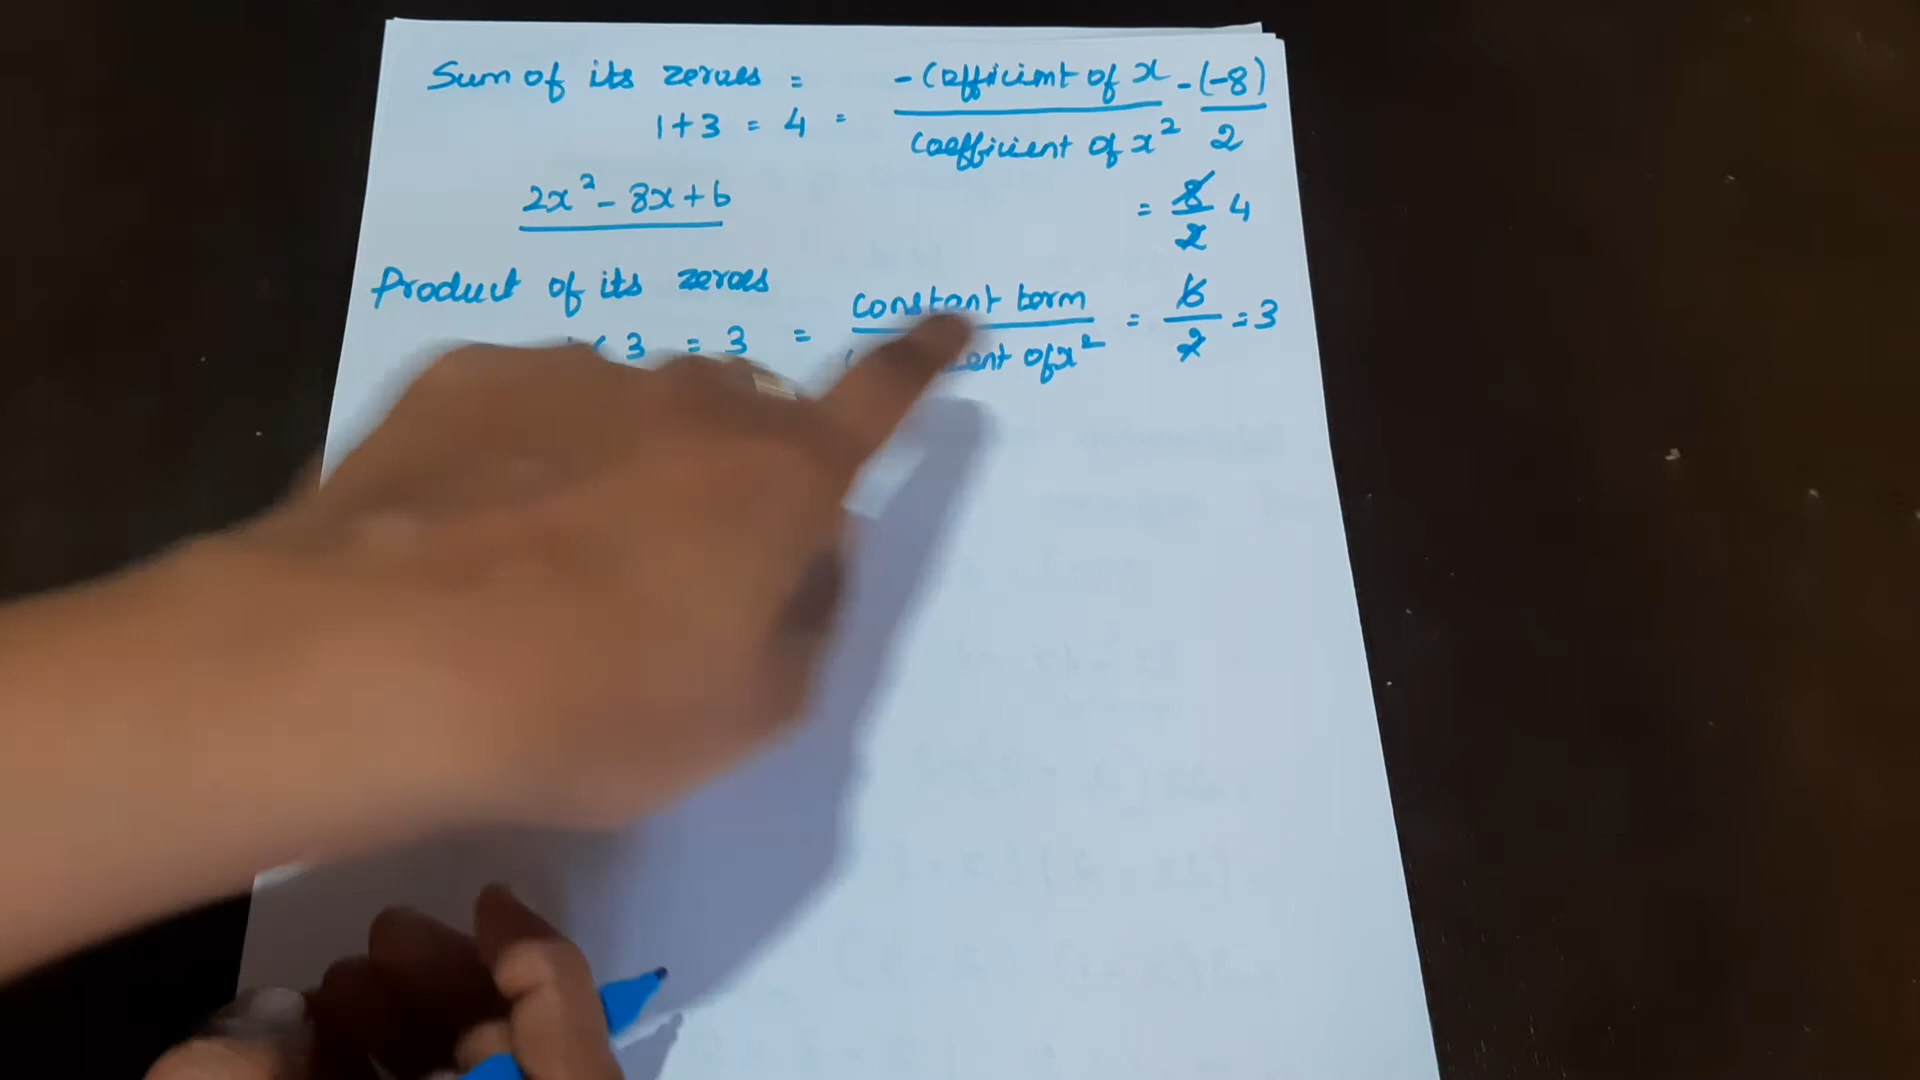 Sum of its zeroes = - Cofficient of x - (-8)
1+3 = 4 = coefficient of x² 2
2x² - 8x + 6 = 8/2 4
Product of its zeroes constant term = 6/2 = 3
3 = 3 = of x²